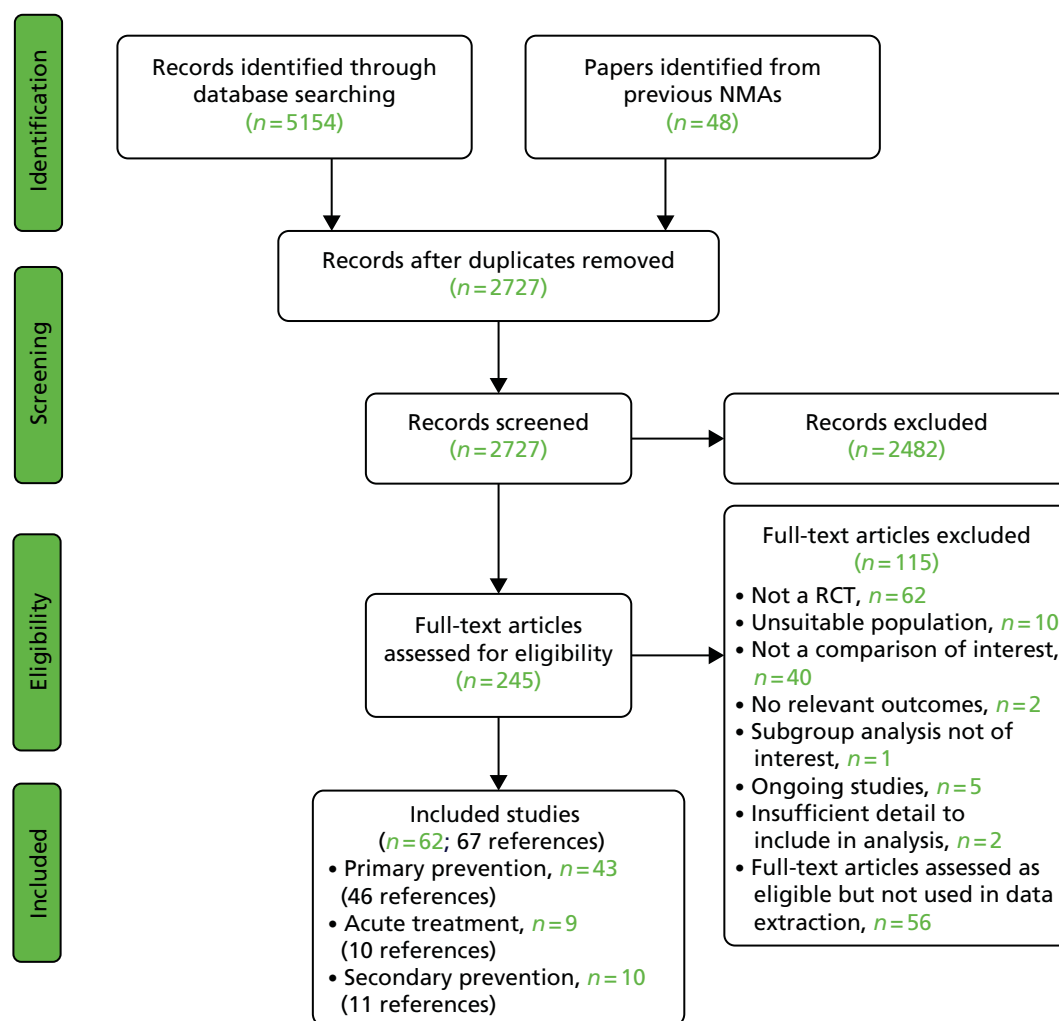 Identification
Records identified through
database searching
(n=5154)
Papers identified from
previous NMAs
(n=48)
Records after duplicates removed
(n=2727)
Screening
Records screened
(n=2727)
Records excluded
(n=2482)
Eligibility
Full-text articles
assessed for eligibility
(n=245)
Full-text articles excluded
(n=115)
• Not a RCT, n=62
• Unsuitable population, n=10
• Not a comparison of interest,
n=40
• No relevant outcomes, n=2
• Subgroup analysis not of
interest, n=1
• Ongoing studies, n=5
• Insufficient detail to
include in analysis, n=2
• Full-text articles assessed as
eligible but not used in data
extraction, n=56
Included
Included studies
(n=62; 67 references)
• Primary prevention, n=43
(46 references)
• Acute treatment, n=9
(10 references)
• Secondary prevention, n=10
(11 references)